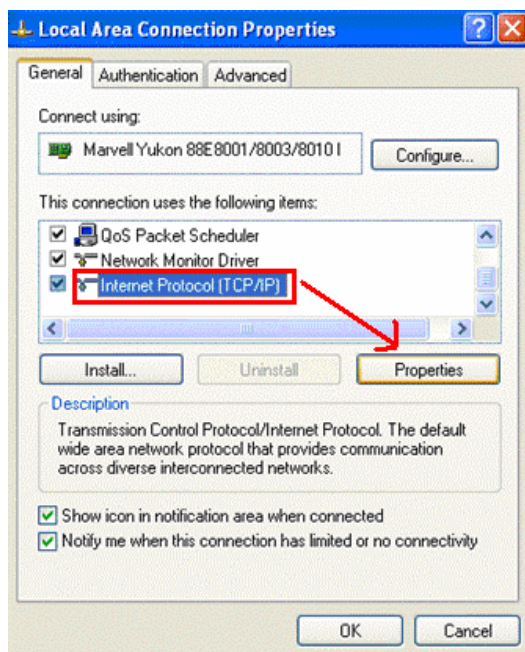 Local Area Connection Properties
General Authentication Advanced
Connect using:
Marvell Yukon 88E8001/8003/8010 I
Configure...
This connection uses the following items:
QoS Packet Scheduler
Network Monitor Driver
Internet Protocol (TCP/IP)
Install... Uninstall Properties
Description
Transmission Control Protocol/Internet Protocol. The default
wide area network protocol that provides communication
across diverse interconnected networks.
Show icon in notification area when connected
Notify me when this connection has limited or no connectivity
OK Cancel